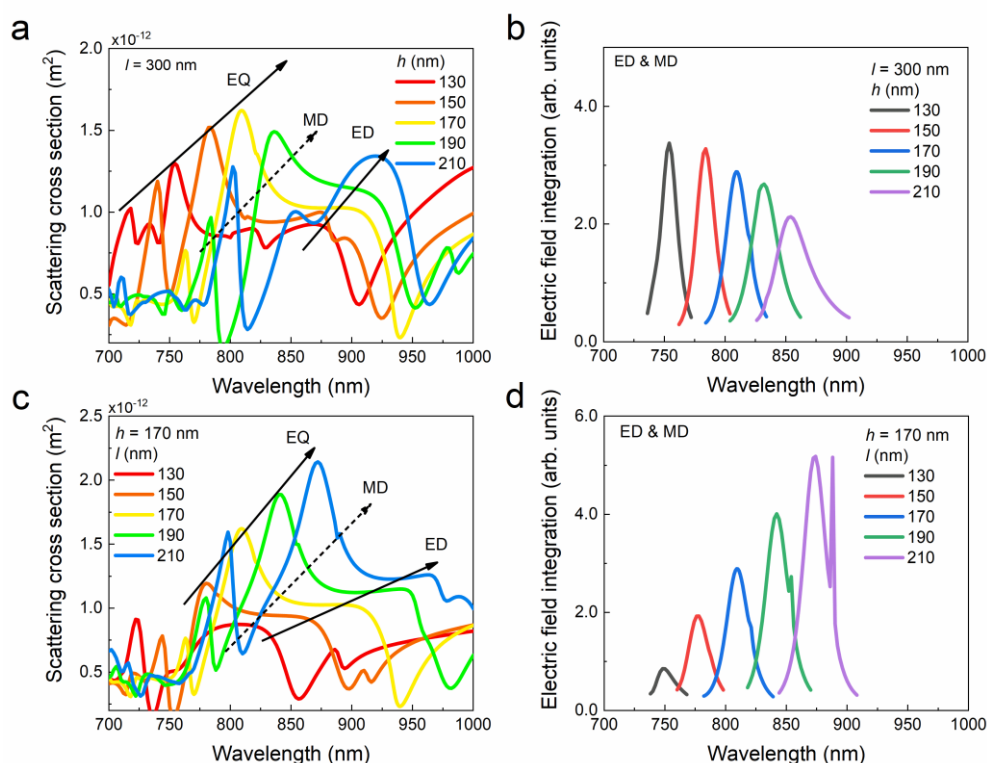 a
x10-12
Scattering cross section (m2)
l = 300 nm
EQ
MD
ED
h (nm)
130
150
170
190
210
2.0
1.5
1.0
0.5
700 750 800 850 900 950 1000
Wavelength (nm)
b
Electric field integration (arb. units)
ED & MD
l = 300 nm
h (nm)
130
150
170
190
210
4.0
2.0
0.0
700 750 800 850 900 950 1000
Wavelength (nm)
c
x10-12
Scattering cross section (m2)
h = 170 nm
l (nm)
130
150
170
190
210
EQ
MD
ED
2.5
2.0
1.5
1.0
0.5
700 750 800 850 900 950 1000
Wavelength (nm)
d
Electric field integration (arb. units)
ED & MD
h = 170 nm
l (nm)
130
150
170
190
210
6.0
4.0
2.0
0.0
700 750 800 850 900 950 1000
Wavelength (nm)